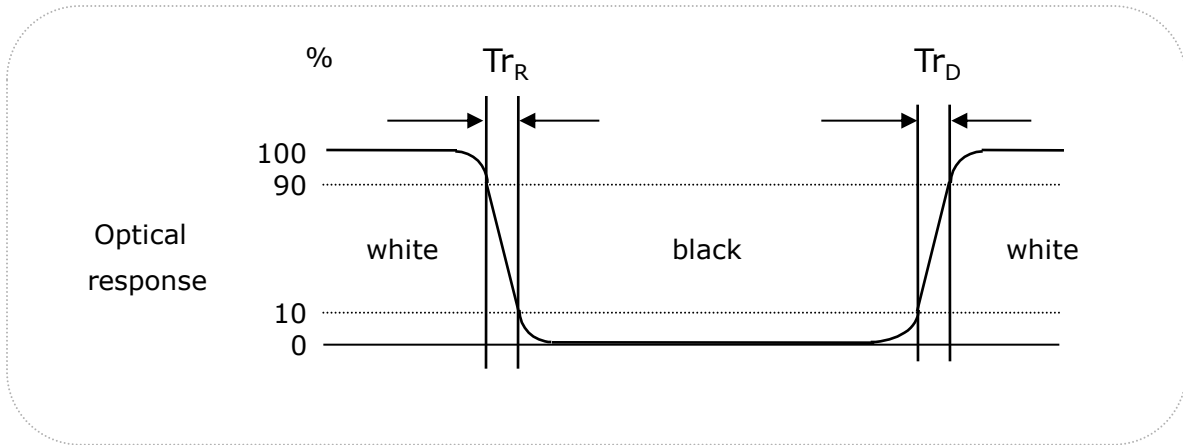 % TrR TrD
100
90
Optical
response
white black white
10
0